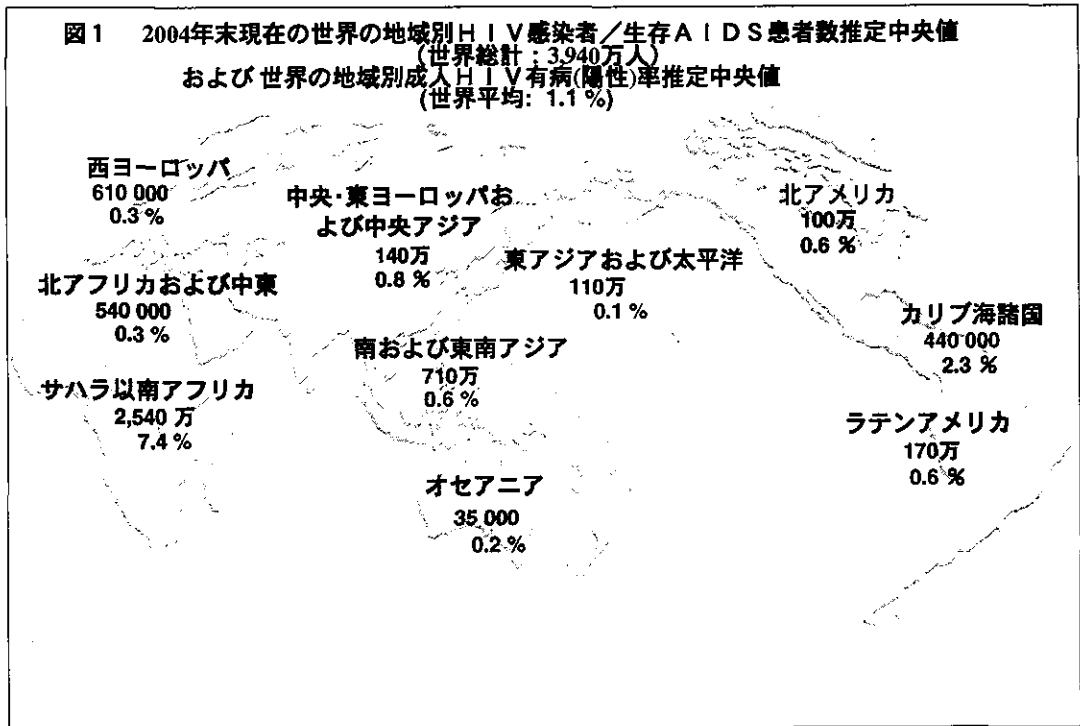 図1 2004年末現在の世界の地域別HIV感染者/生存AIDS患者数推定中央値
(世界総計:3,940万人)
および 世界の地域別成人HIV有病(陽性)率推定中央値
(世界平均: 1.1 %)
西ヨーロッパ
610 000
0.3 %
中央・東ヨーロッパお
よび中央アジア
140万
0.8 %
北アメリカ
100万
0.6 %
東アジアおよび太平洋
110万
0.1 %
北アフリカおよび中東
540 000
0.3 %
カリブ海諸国
440 000
2.3 %
南および東南アジア
710万
0.6 %
サハラ以南アフリカ
2,540 万
7.4 %
ラテンアメリカ
170万
0.6 %
オセアニア
35 000
0.2 %